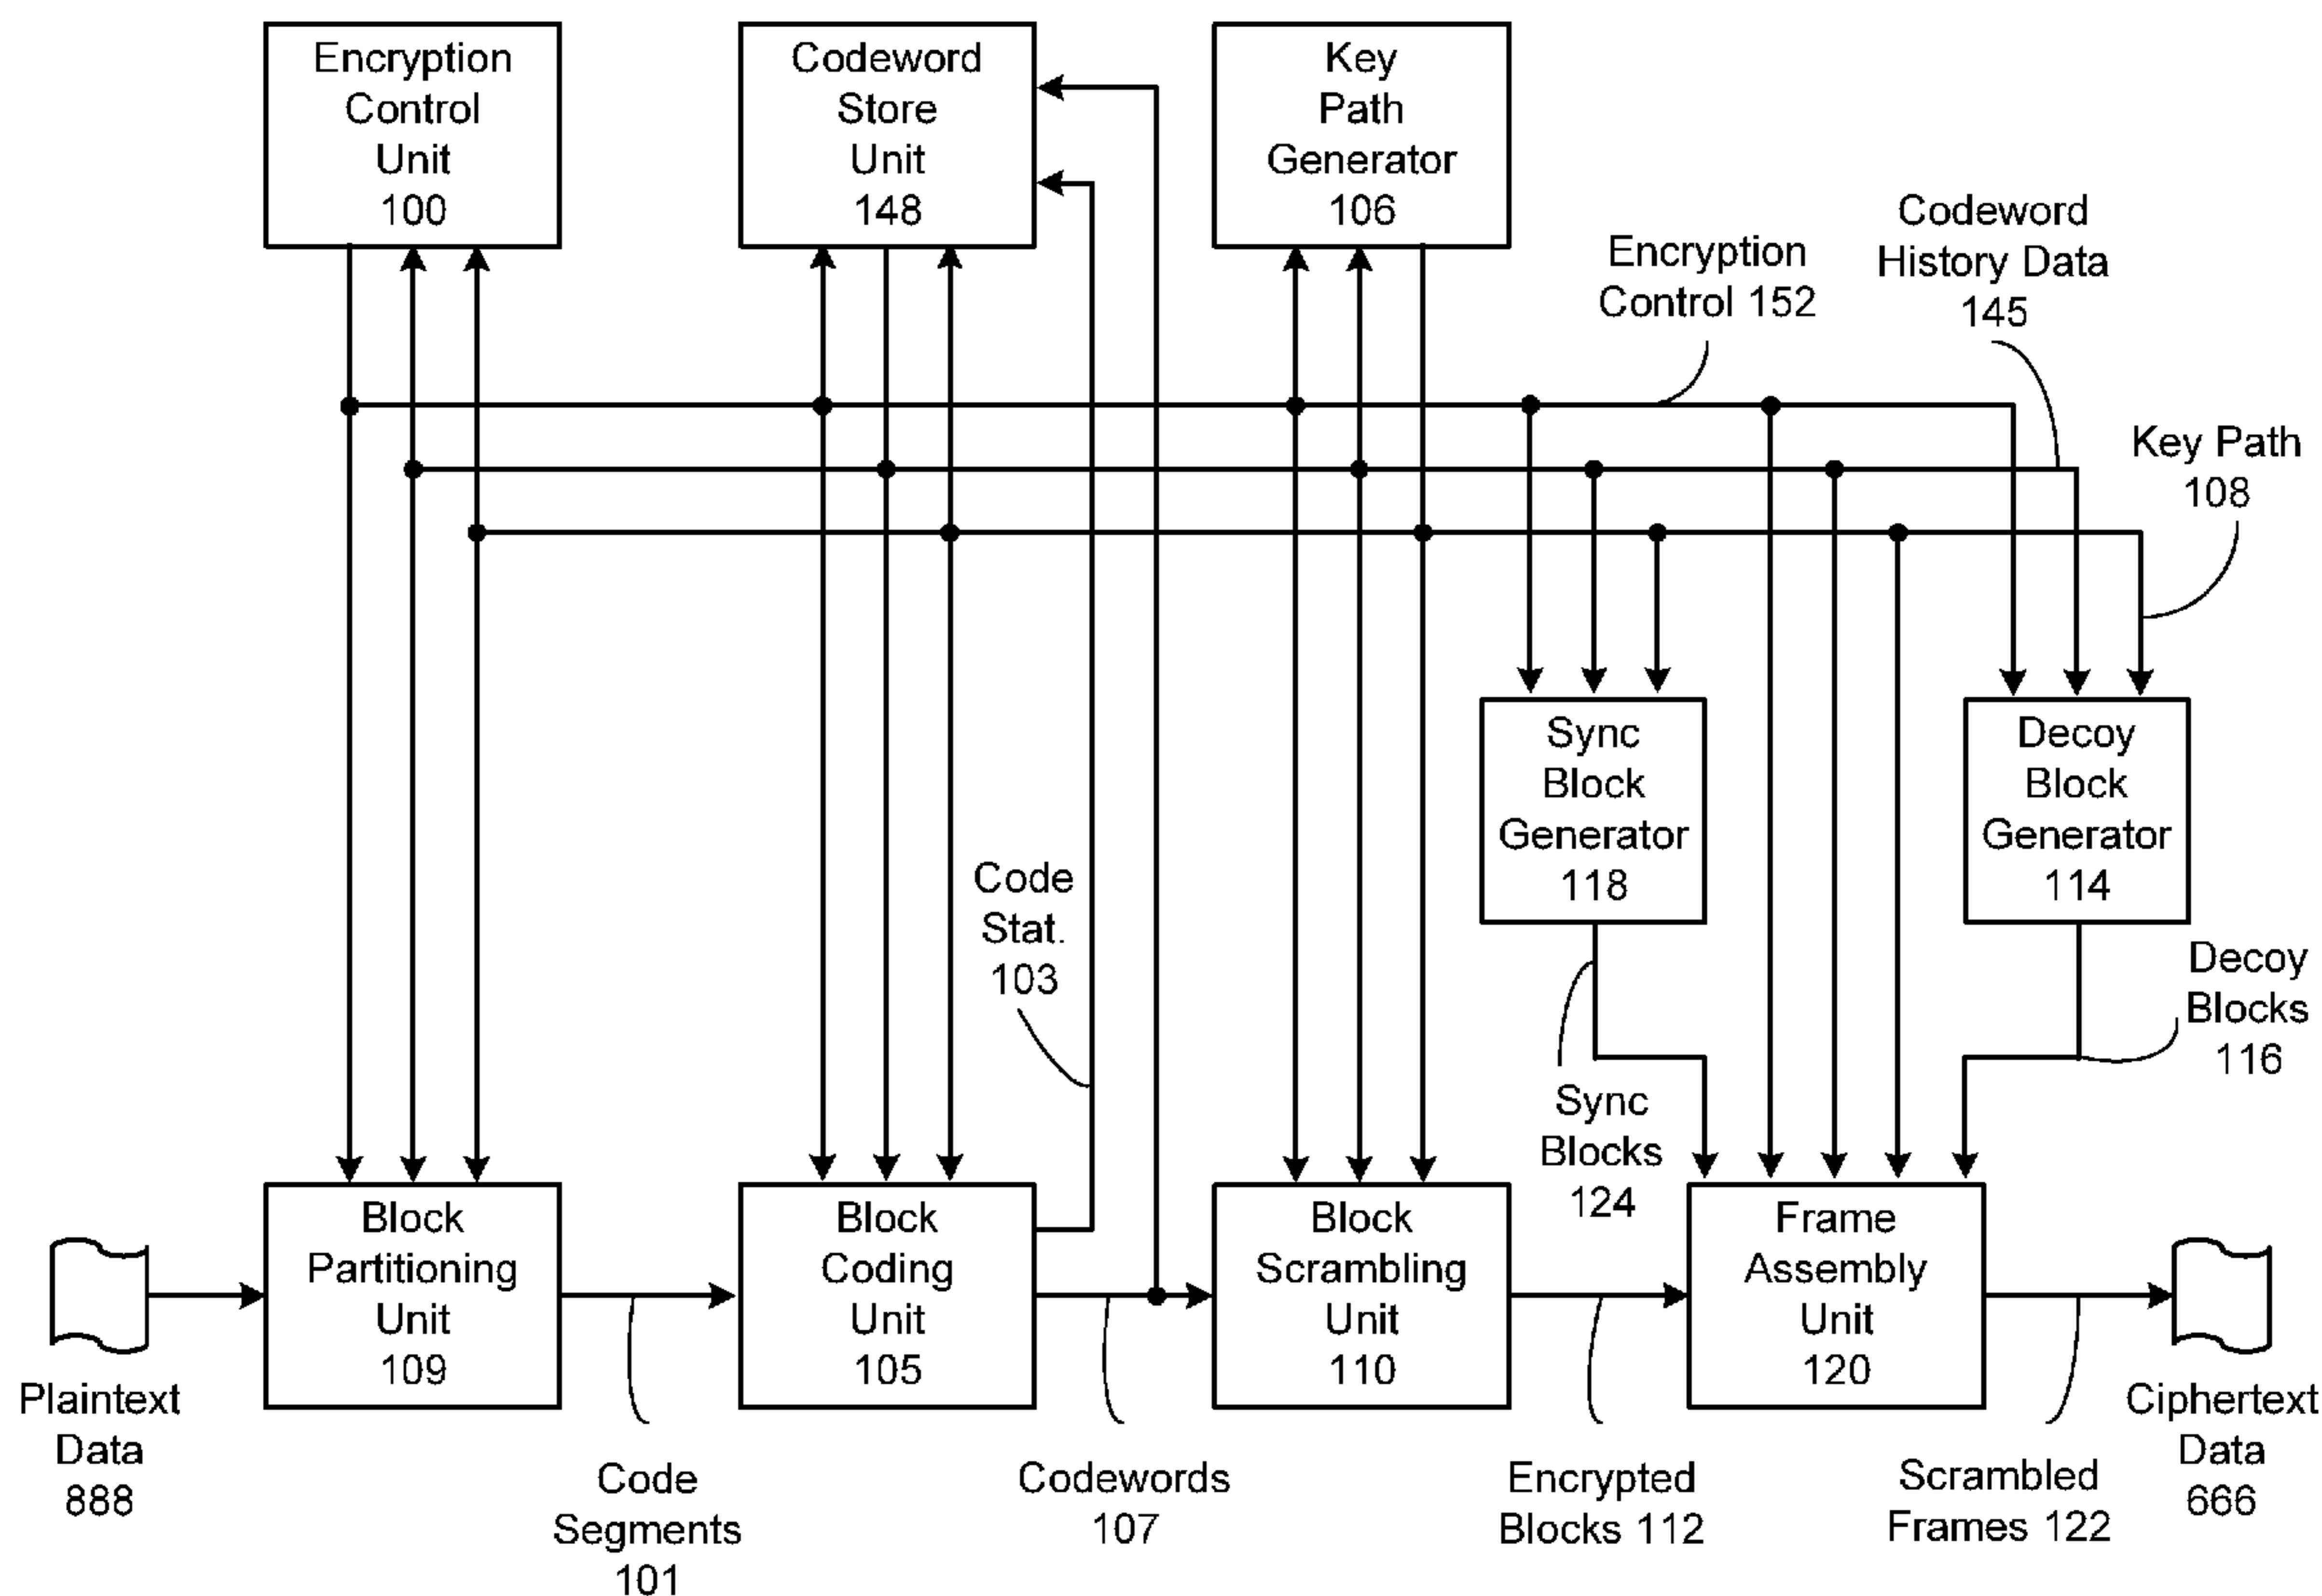 Encryption
Control
Unit
100
Codeword
Store
Unit
148
Key
Path
Generator
106
Encryption
Control 152
Codeword
History Data
145
Key Path
108
Sync
Block
Generator
118
Decoy
Block
Generator
114
Code
Stat.
103
Decoy
Blocks
116
Sync
Blocks
124
Block
Partitioning
Unit
109
Block
Coding
Unit
105
Block
Scrambling
Unit
110
Frame
Assembly
Unit
120
Plaintext
Data
888
Code
Segments
101
Codewords
107
Encrypted
Blocks 112
Scrambled
Frames 122
Ciphertext
Data
666